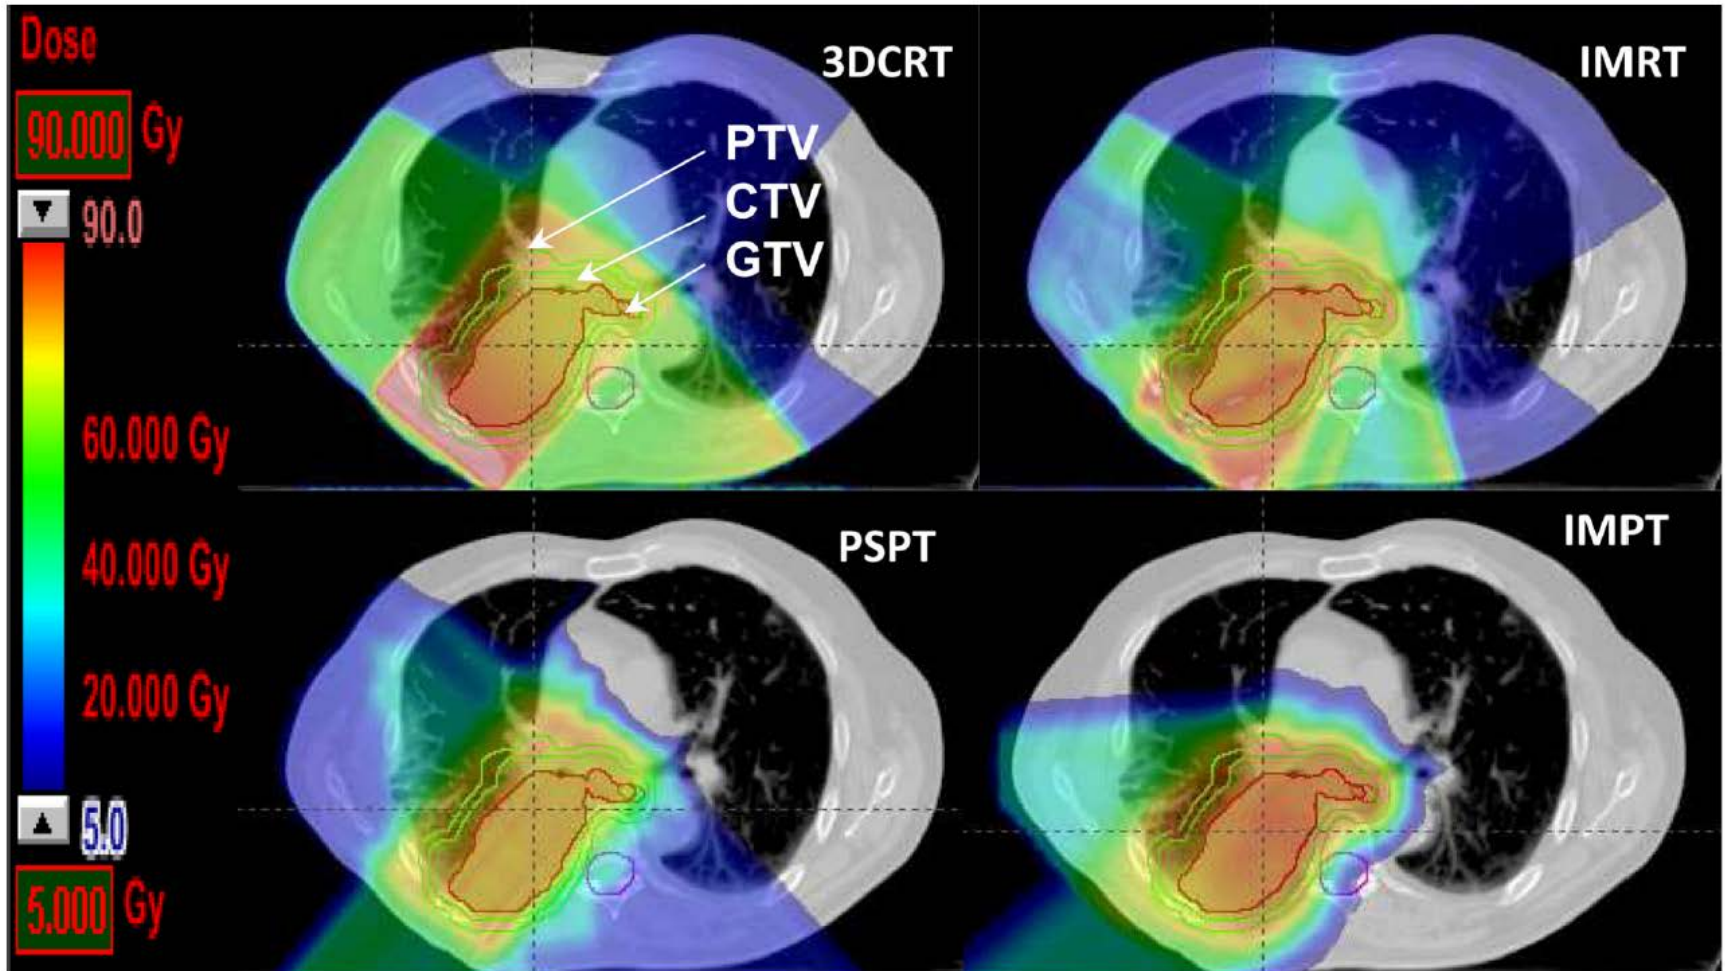 Dose
90.000 Gy
90.0
60.000 Gy
40.000 Gy
20.000 Gy
5.0
5.000 Gy
3DCRT
PTV
CTV
GTV
IMRT
PSPT
IMPT